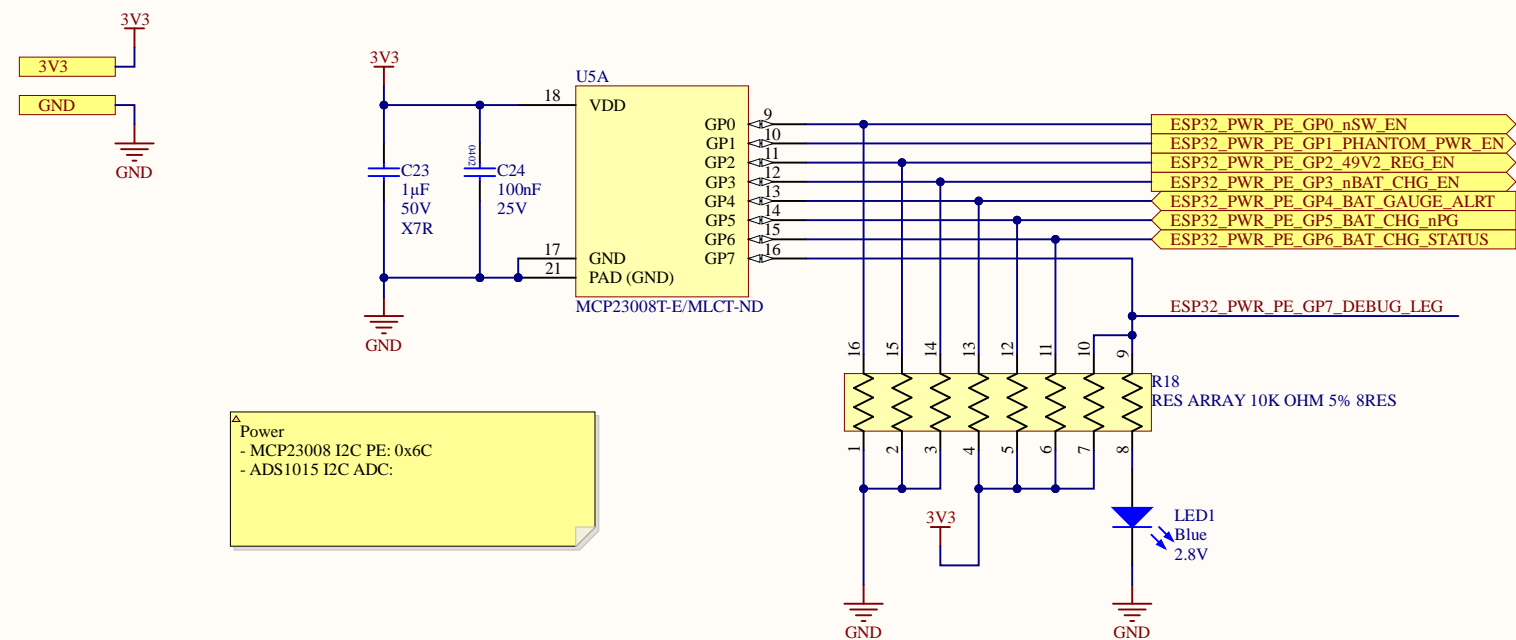 3V3
3V3
GND
GND
3V3
U5A
18
VDD
17
GND
21
PAD (GND)
GP0
GP1
GP2
GP3
GP4
GP5
GP6
GP7
9
10
11
12
13
14
15
16
MCP23008T-E/MLCT-ND
C23
1µF
50V
X7R
0402
C24
100nF
25V
GND
ESP32_PWR_PE_GP0_nSW_EN
ESP32_PWR_PE_GP1_PHANTOM_PWR_EN
ESP32_PWR_PE_GP2_49V2_REG_EN
ESP32_PWR_PE_GP3_nBAT_CHG_EN
ESP32_PWR_PE_GP4_BAT_GAUGE_ALRT
ESP32_PWR_PE_GP5_BAT_CHG_nPG
ESP32_PWR_PE_GP6_BAT_CHG_STATUS
ESP32_PWR_PE_GP7_DEBUG_LEG
16
15
14
13
12
11
10
9
R18
RES ARRAY 10K OHM 5% 8RES
1
2
3
4
5
6
7
8
Power
- MCP23008 I2C PE: 0x6C
- ADS1015 I2C ADC:
3V3
LED1
Blue
2.8V
GND
GND